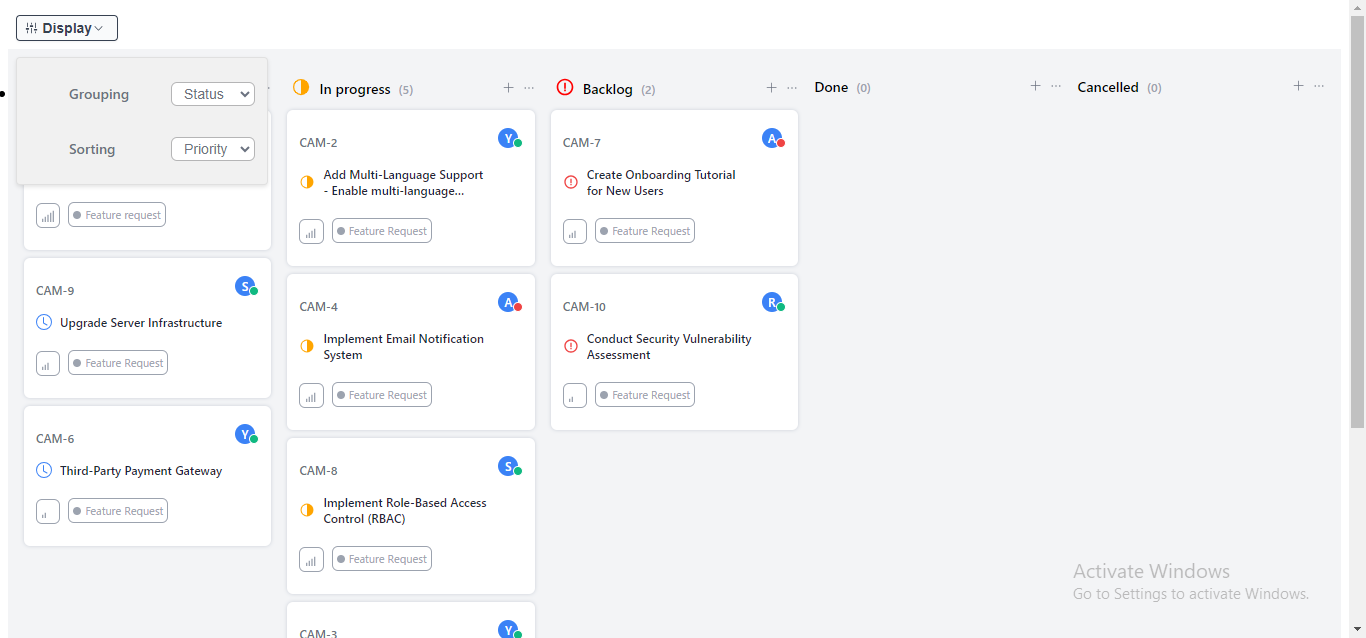 Display
Grouping
Status
Sorting
Priority
Feature request
CAM-9
S
Upgrade Server Infrastructure
Feature Request
CAM-6
Y
Third-Party Payment Gateway
Feature Request
In progress (5)
+ ...
CAM-2
Y
Add Multi-Language Support
- Enable multi-language...
Feature Request
CAM-4
A
Implement Email Notification
System
Feature Request
CAM-8
S
Implement Role-Based Access
Control (RBAC)
Feature Request
CAM-3
Y
Backlog (2)
+ ...
CAM-7
A
Create Onboarding Tutorial
for New Users
Feature Request
CAM-10
R
Conduct Security Vulnerability
Assessment
Feature Request
Done (0)
+ ...
Cancelled (0)
+ ...
Activate Windows
Go to Settings to activate Windows.